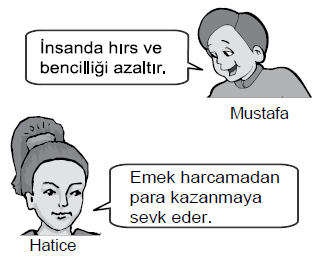 İnsanda hırs ve
bencilliği azaltır.
Mustafa
Emek harcamadan
para kazanmaya
sevk eder.
Hatice